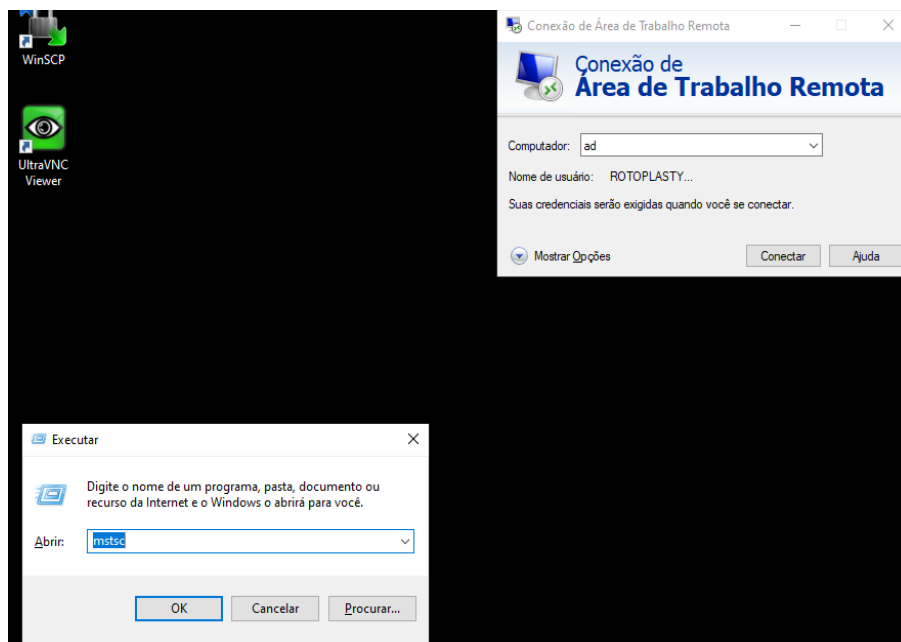 WinSCP
UltraVNC
Viewer
Conexão de Área de Trabalho Remota
Conexão de
Área de Trabalho Remota
Computador: ad
Nome de usuário: ROTOPLASTY...
Suas credenciais serão exigidas quando você se conectar.
Mostrar Opções Conectar Ajuda
Executar
Digite o nome de um programa, pasta, documento ou
recurso da Internet e o Windows o abrirá para você.
Abrir: mstsc
OK Cancelar Procurar...